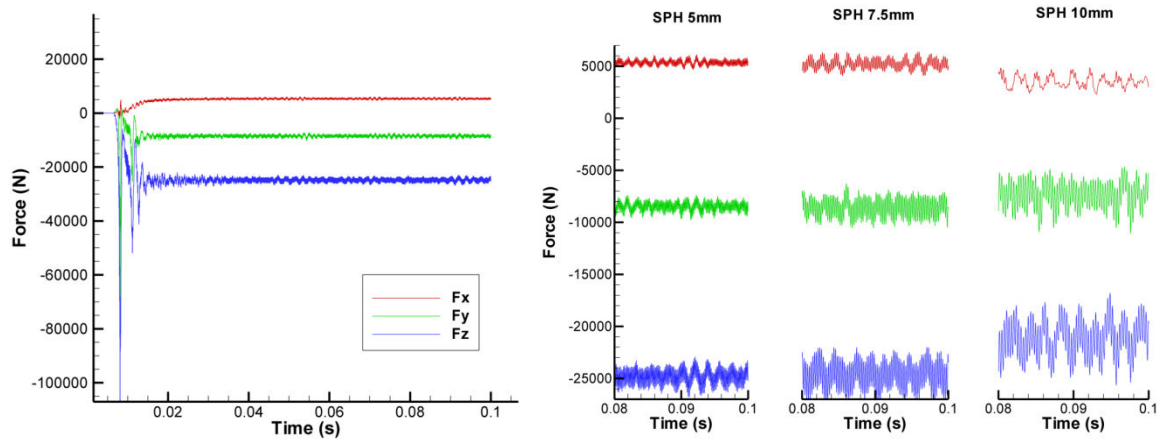 Force (N)
20000
0
-20000
-40000
-60000
-80000
-100000
0.02
0.04
0.06
0.08
0.1
Time (s)
Fx
Fy
Fz
SPH 5mm
SPH 7.5mm
SPH 10mm
Force (N)
5000
0
-5000
-10000
-15000
-20000
-25000
0.08
0.09
0.1
0.08
0.09
0.1
0.08
0.09
0.1
Time (s)
Time (s)
Time (s)